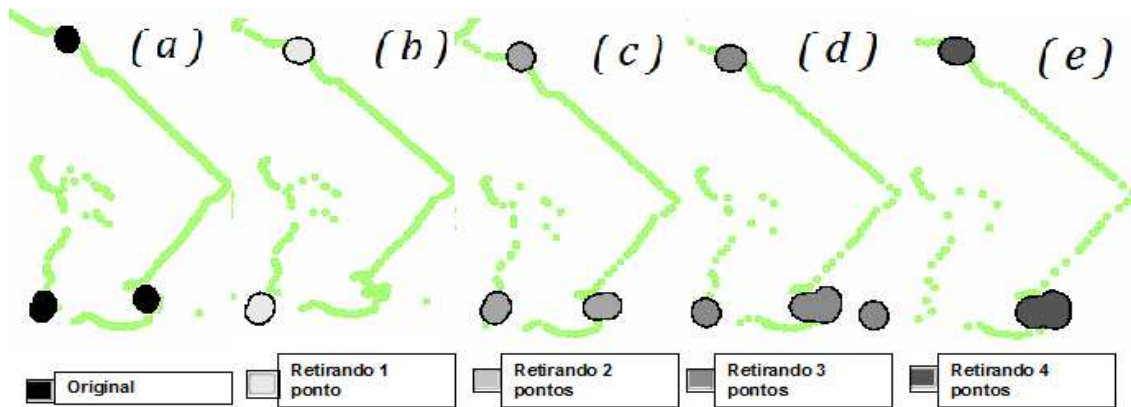 (a) (b) (c) (d) (e)
Original
Retirando 1
ponto
Retirando 2
pontos
Retirando 3
pontos
Retirando 4
pontos